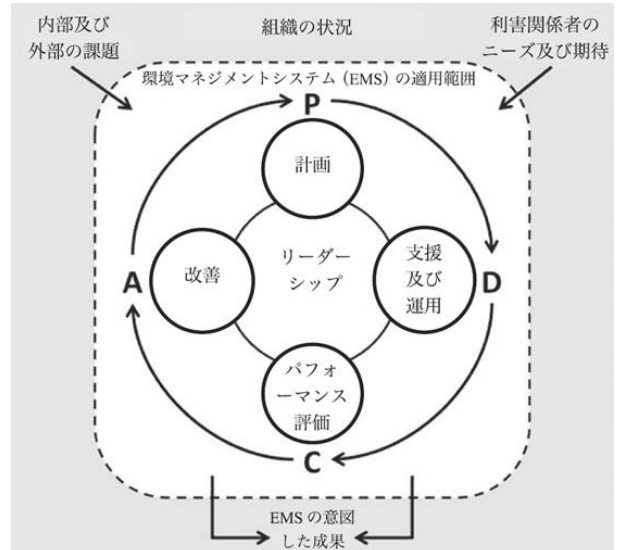 内部及び
外部の課題
組織の状況
利害関係者の
ニーズ及び期待
環境マネジメントシステム（EMS）の適用範囲
P
計画
A
改善
リーダー
シップ
支援
及び
運用
D
パフォ
ーマンス
評価
C
EMS の意図
した成果